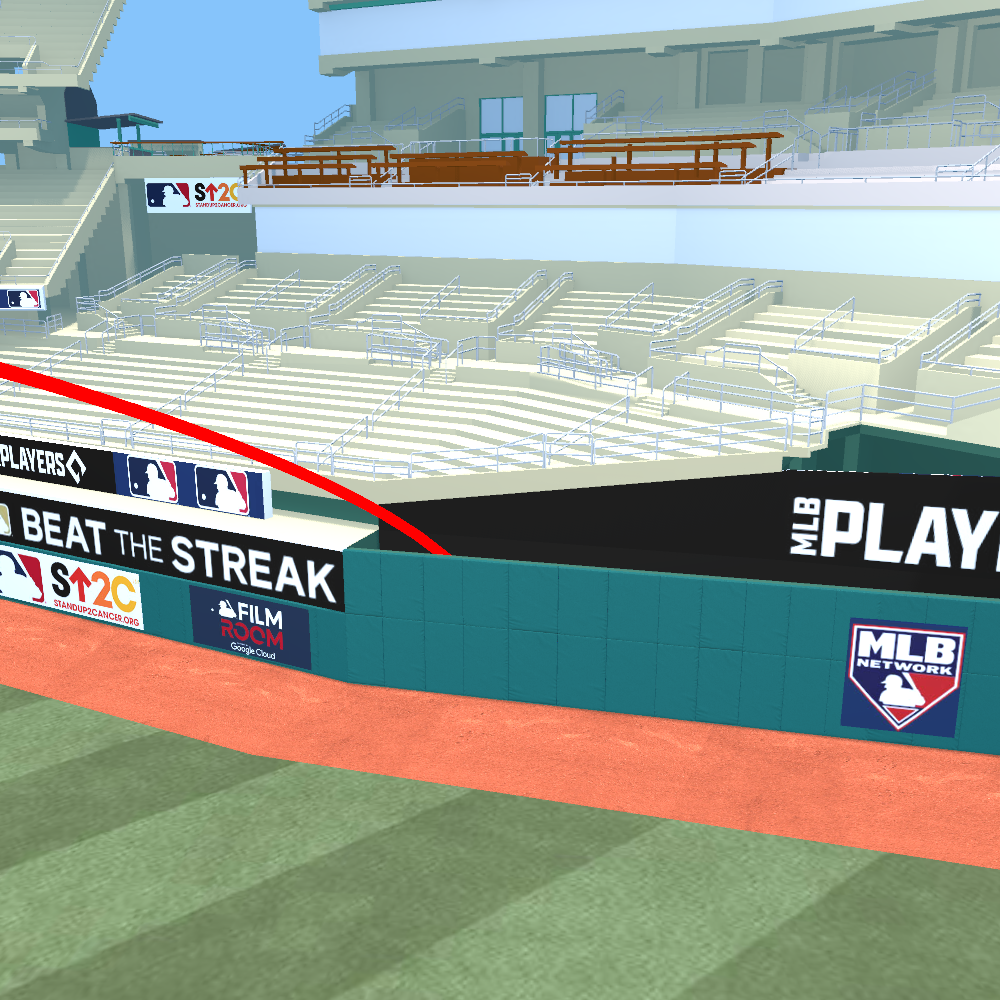 S↑2C
STANDUP2CANCER.ORG
PLAYERS
BEAT THE STREAK
S↑2C
STANDUP2CANCER.ORG
FILM
ROOM
Google Cloud
MLB
PLAY
MLB
NETWORK